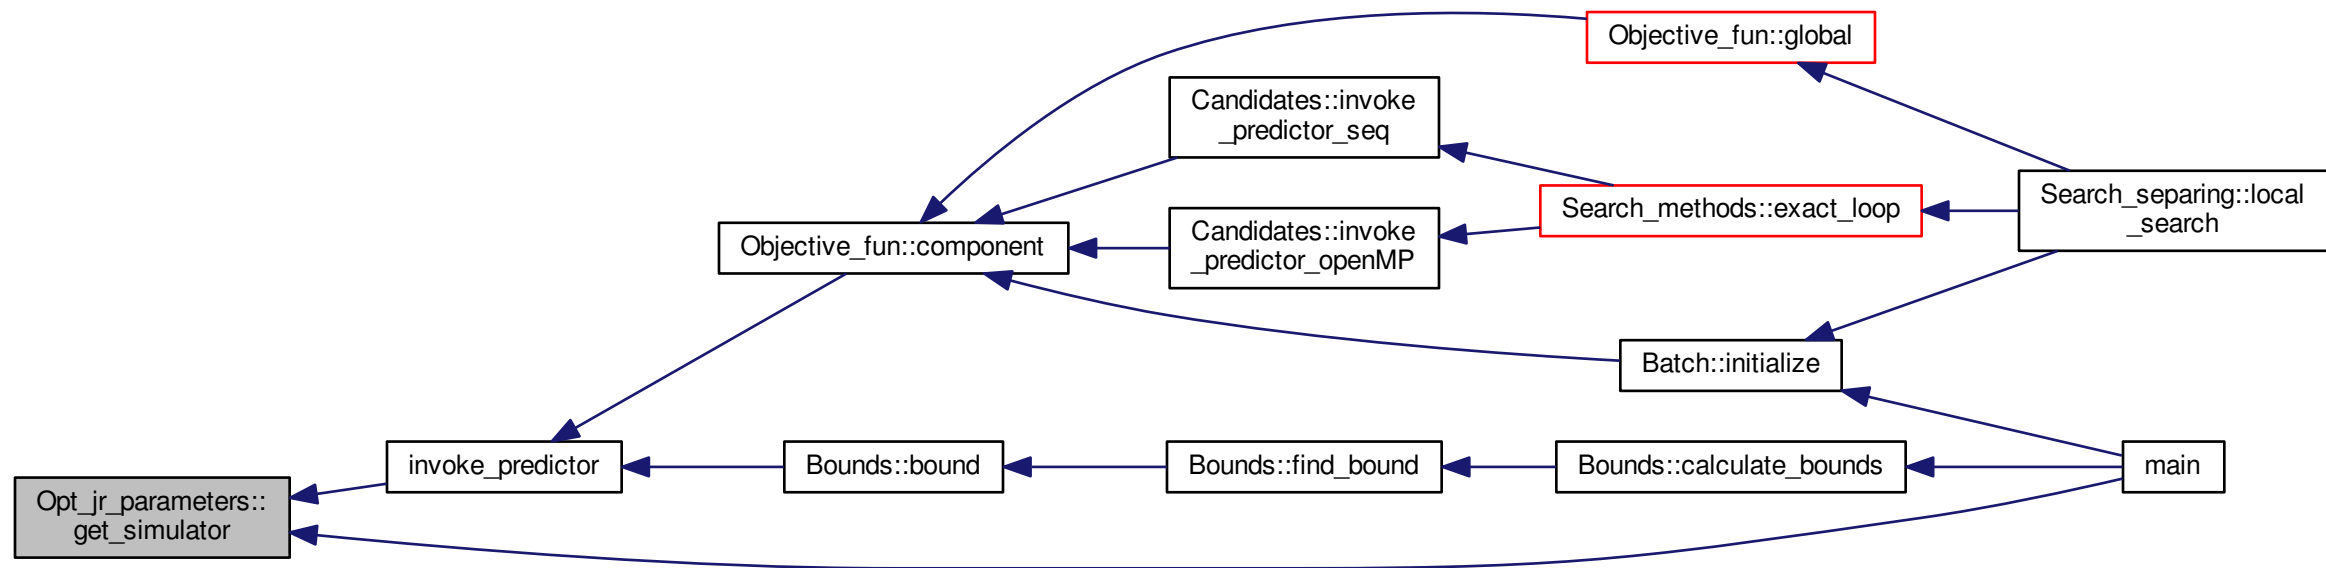 Objective_fun::global
Candidates::invoke
_predictor_seq
Search_methods::exact_loop
Search_separing::local
_search
Candidates::invoke
_predictor_openMP
Objective_fun::component
Batch::initialize
invoke_predictor
Bounds::bound
Bounds::find_bound
Bounds::calculate_bounds
main
Opt_jr_parameters::
get_simulator